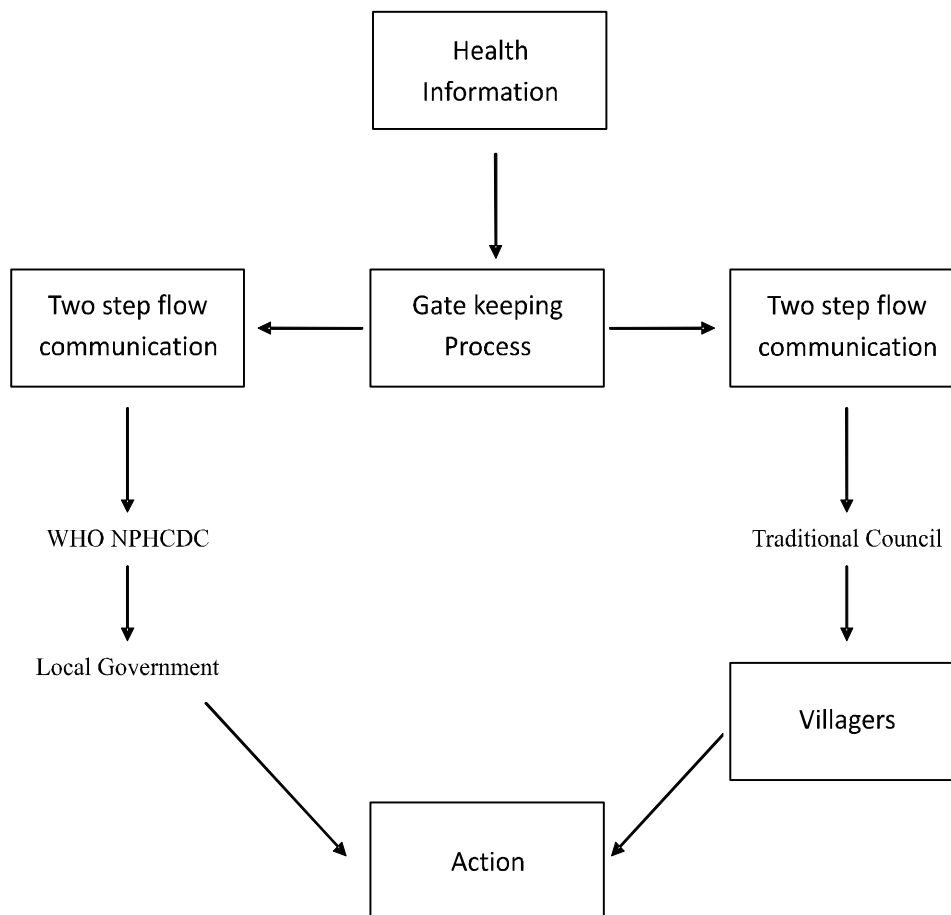 Health
Information
Two step flow
communication
Gate keeping
Process
Two step flow
communication
WHO NPHCDC
Traditional Council
Local Government
Villagers
Action